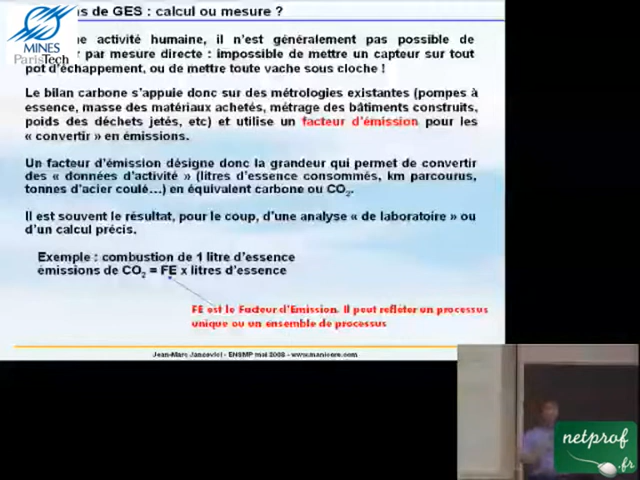 ns de GES : calcul ou mesure ?
ne activité humaine, il n'est généralement pas possible de
r par mesure directe : impossible de mettre un capteur sur tout
pot d'échappement, ou de mettre toute vache sous cloche !
Le bilan carbone s'appuie donc sur des métrologies existantes (pompes à
essence, masse des matériaux achetés, métrage des bâtiments construits,
poids des déchets jetés, etc) et utilise un facteur d'émission pour les
« convertir » en émissions.
Un facteur d'émission désigne donc la grandeur qui permet de convertir
des « données d'activité » (litres d'essence consommés, km parcourus,
tonnes d'acier coulé...) en équivalent carbone ou CO2.
Il est souvent le résultat, pour le coup, d'une analyse « de laboratoire » ou
d'un calcul précis.
Exemple : combustion de 1 litre d'essence
émissions de CO2 = FE x litres d'essence
FE est le Facteur d'Emission. Il peut refléter un processus
unique ou un ensemble de processus
Jean-Marc Jancovici - ENSMP mai 2008 - www.manicore.com
MINES
ParisTech
netprof
.fr